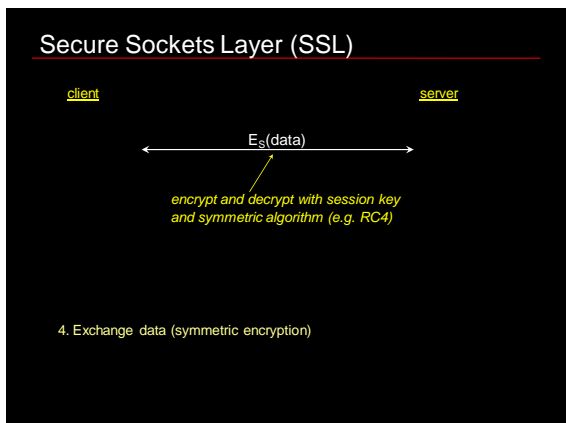 Secure Sockets Layer (SSL)
client
server
E_S(data)
encrypt and decrypt with session key
and symmetric algorithm (e.g. RC4)
4. Exchange data (symmetric encryption)